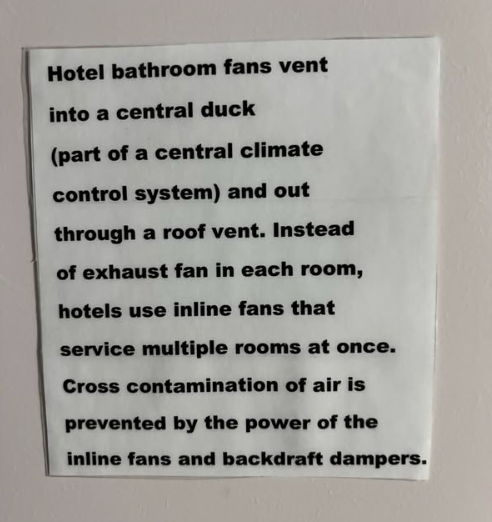 Hotel bathroom fans vent
into a central duck
(part of a central climate
control system) and out
through a roof vent. Instead
of exhaust fan in each room,
hotels use inline fans that
service multiple rooms at once.
Cross contamination of air is
prevented by the power of the
inline fans and backdraft dampers.